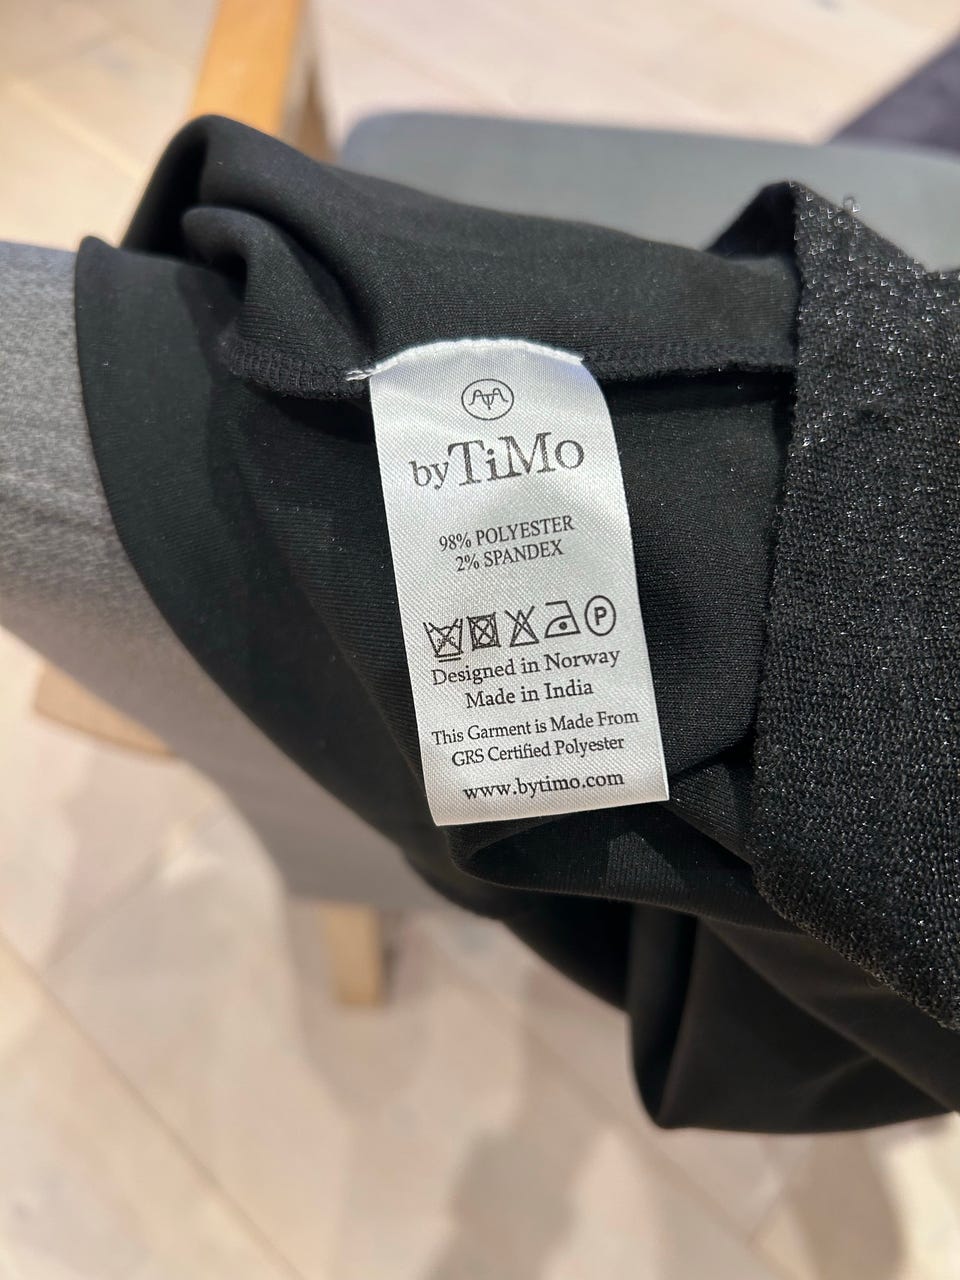 byTiMo
98% POLYESTER
2% SPANDEX
P
Designed in Norway
Made in India
This Garment is Made From
GRS Certified Polyester
www.bytimo.com